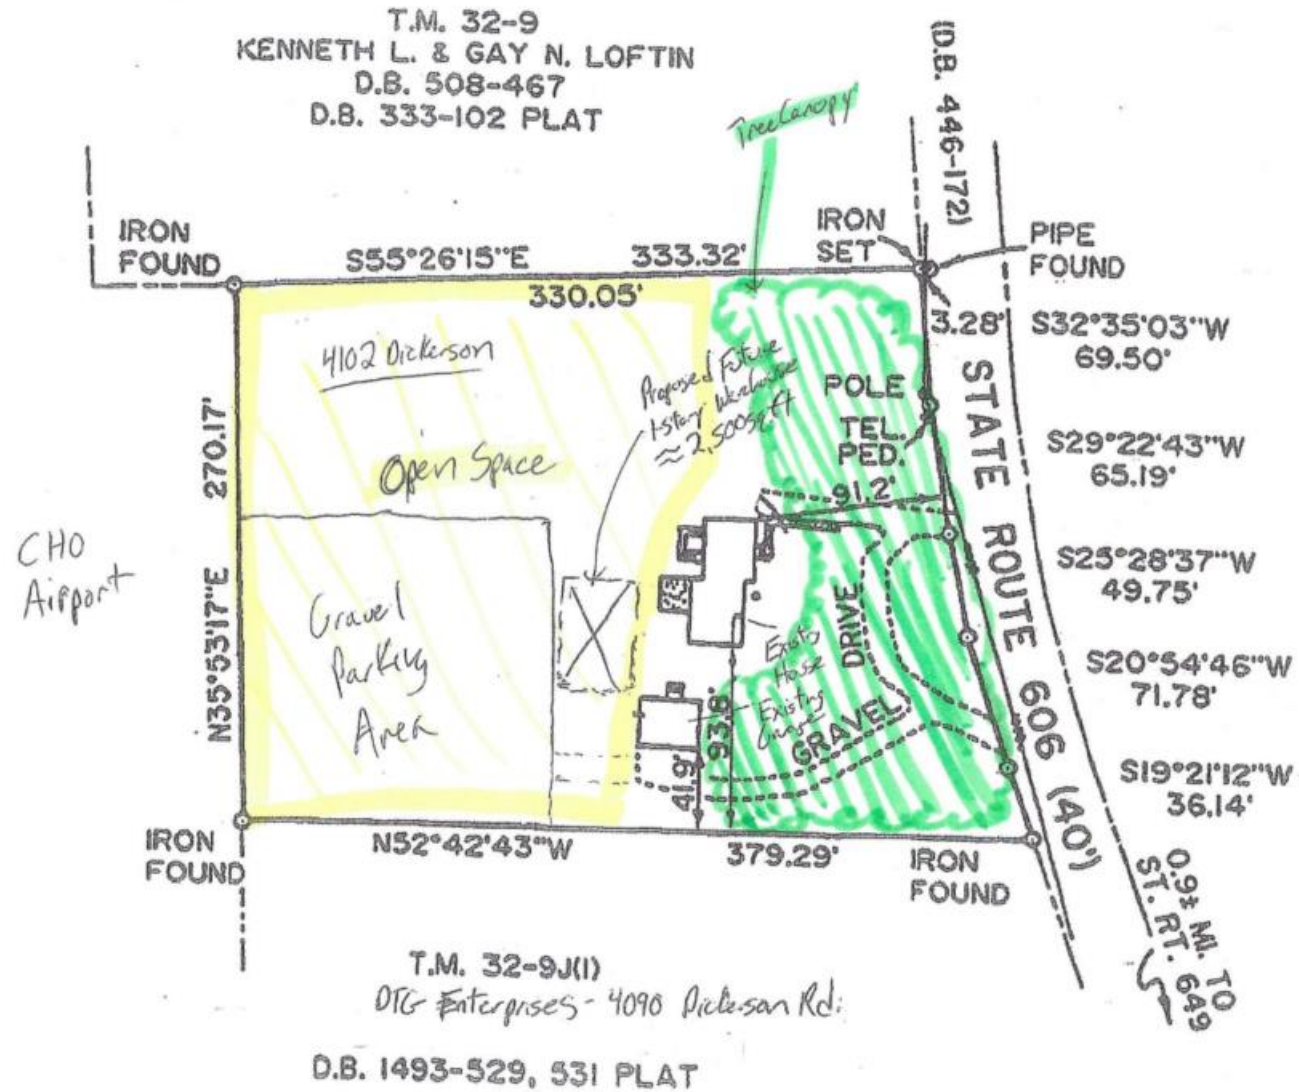 T.M. 32-9
KENNETH L. & GAY N. LOFTIN
D.B. 508-467
D.B. 333-102 PLAT
Tree Canopy
(D.B. 446-172)
IRON
FOUND
S55°26'15"E
333.32'
330.05'
IRON
SET
PIPE
FOUND
3.28'
S32°35'03"W
69.50'
4102 Dickerson
Proposed Future
1-story Warehouse
≈ 2,500 sqft
POLE
TEL.
PED.
STATE ROUTE 606 (40')
S29°22'43"W
65.19'
270.17'
N35°53'17"E
Open Space
91.2'
CHO
Airport
S25°28'37"W
49.75'
Gravel
Parking
Area
Existing
House
Existing
GRAVEL
DRIVE
93.8'
41.9'
S20°54'46"W
71.78'
S19°21'12"W
36.14'
IRON
FOUND
N52°42'43"W
379.29'
IRON
FOUND
0.9± MI. TO
ST. RT. 649
T.M. 32-9J(1)
DTG Enterprises - 4090 Dickerson Rd.
D.B. 1493-529, 531 PLAT